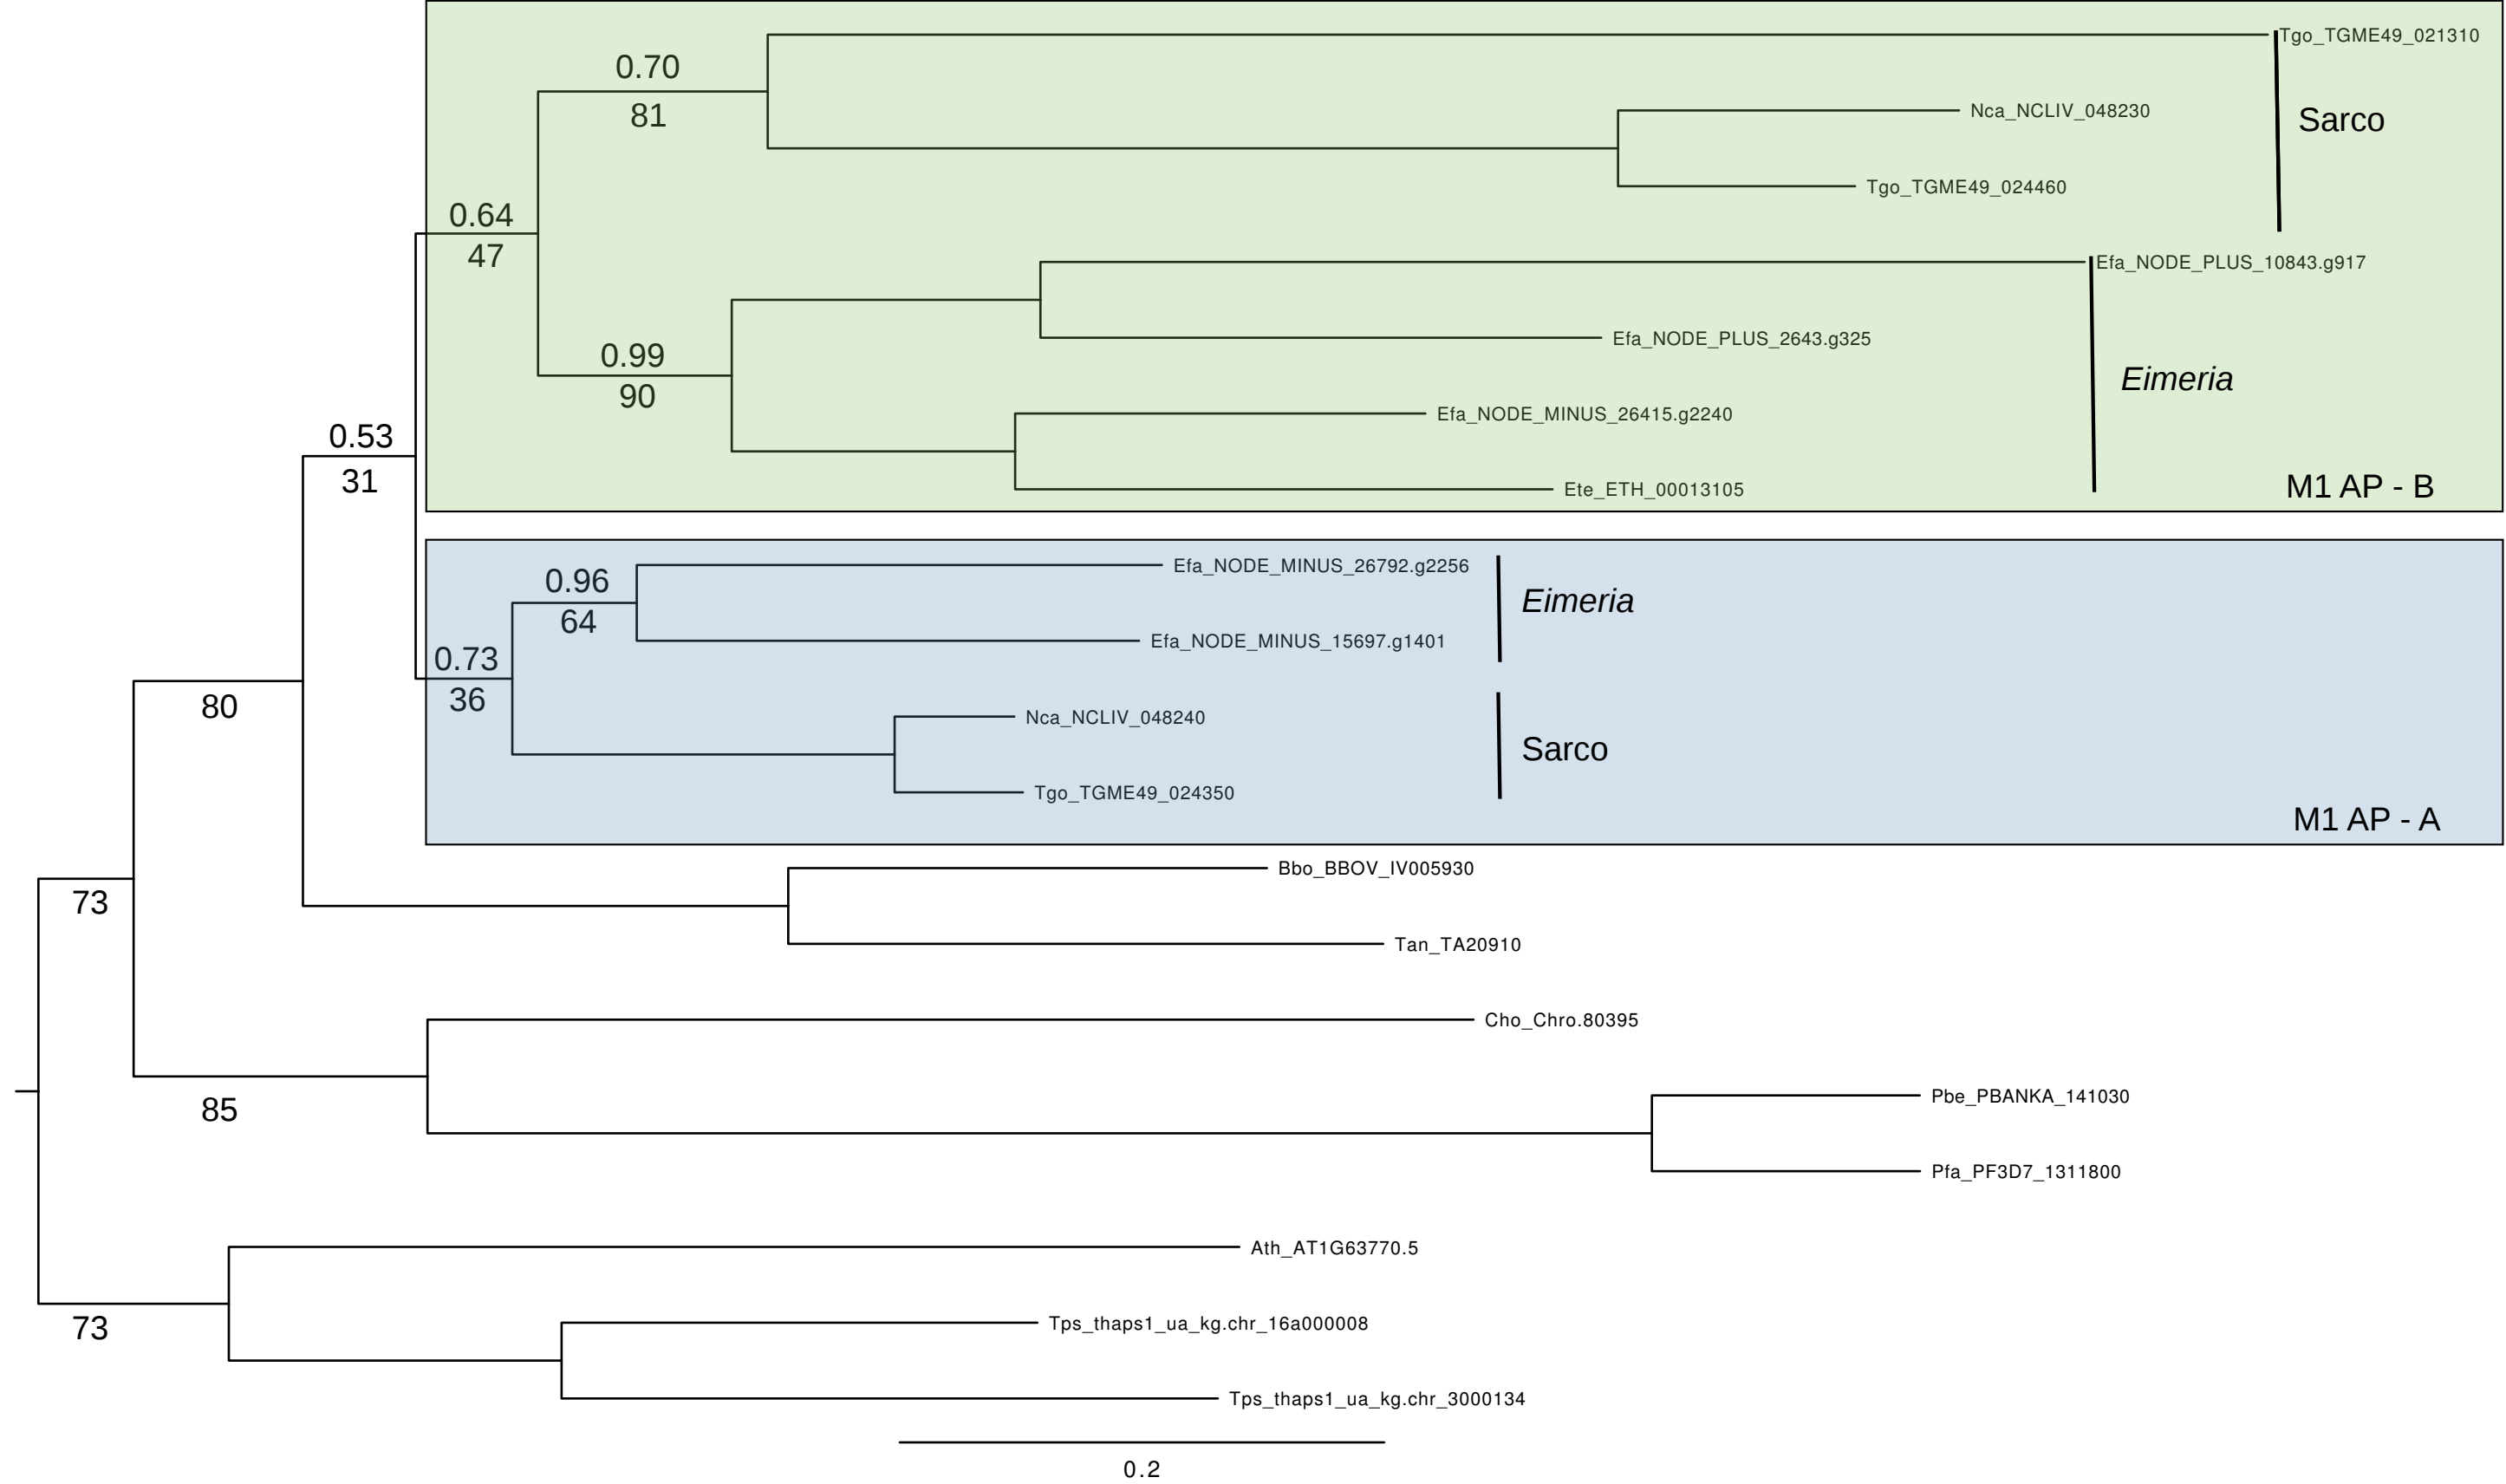 Tgo_TGME49_021310
0.70
81
Nca_NCLIV_048230
Sarco
Tgo_TGME49_024460
0.64
47
Efa_NODE_PLUS_10843.g917
Efa_NODE_PLUS_2643.g325
0.99
90
Eimeria
Efa_NODE_MINUS_26415.g2240
0.53
31
Ete_ETH_00013105
M1 AP - B
Efa_NODE_MINUS_26792.g2256
0.96
64
Eimeria
Efa_NODE_MINUS_15697.g1401
0.73
36
80
Nca_NCLIV_048240
Sarco
Tgo_TGME49_024350
M1 AP - A
Bbo_BBOV_IV005930
73
Tan_TA20910
Cho_Chro.80395
85
Pbe_PBANKA_141030
Pfa_PF3D7_1311800
Ath_AT1G63770.5
73
Tps_thaps1_ua_kg.chr_16a000008
Tps_thaps1_ua_kg.chr_3000134
0.2